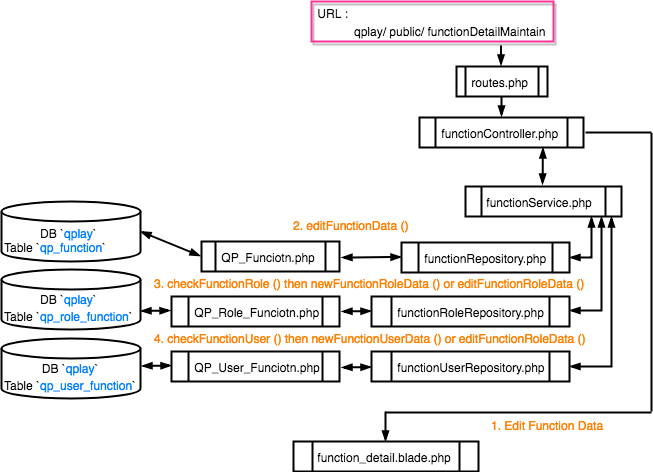 URL :
qplay/ public/ functionDetailMaintain
routes.php
functionController.php
functionService.php
2. editFunctionData ()
DB `qplay`
Table `qp_function`
QP_Funciotn.php
functionRepository.php
3. checkFunctionRole () then newFunctionRoleData () or editFunctionRoleData ()
DB `qplay`
Table `qp_role_function`
QP_Role_Funciotn.php
functionRoleRepository.php
4. checkFunctionUser () then newFunctionUserData () or editFunctionRoleData ()
DB `qplay`
Table `qp_user_function`
QP_User_Funciotn.php
functionUserRepository.php
1. Edit Function Data
function_detail.blade.php